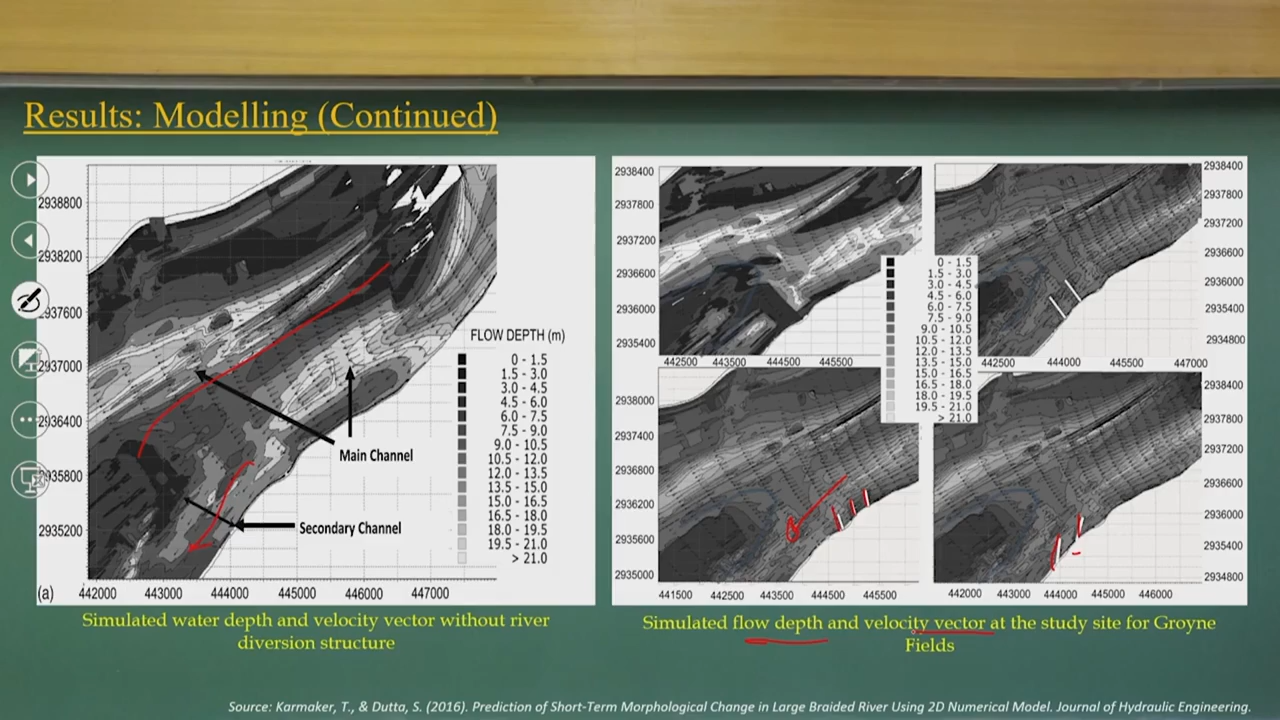 Results: Modelling (Continued)
2938800
2938200
2937600
2937000
2936400
2935800
2935200
FLOW DEPTH (m)
0 - 1.5
1.5 - 3.0
3.0 - 4.5
4.5 - 6.0
6.0 - 7.5
7.5 - 9.0
9.0 - 10.5
10.5 - 12.0
12.0 - 13.5
13.5 - 15.0
15.0 - 16.5
16.5 - 18.0
18.0 - 19.5
19.5 - 21.0
> 21.0
Main Channel
Secondary Channel
(a)
442000 443000 444000 445000 446000 447000
Simulated water depth and velocity vector without river
diversion structure
2938400
2937800
2937200
2936600
2936000
2935400
442500 443500 444500 445500
2938400
2937800
2937200
2936600
2936000
2935400
2934800
442500 444000 445500 447000
0 - 1.5
1.5 - 3.0
3.0 - 4.5
4.5 - 6.0
6.0 - 7.5
7.5 - 9.0
9.0 - 10.5
10.5 - 12.0
12.0 - 13.5
13.5 - 15.0
15.0 - 16.5
16.5 - 18.0
18.0 - 19.5
19.5 - 21.0
> 21.0
2938000
2937400
2936800
2936200
2935600
2935000
441500 442500 443500 444500 445500
2938400
2937800
2937200
2936600
2936000
2935400
2934800
442000 443000 444000 445000 446000
Simulated flow depth and velocity vector at the study site for Groyne
Fields
Source: Karmaker, T., & Dutta, S. (2016). Prediction of Short-Term Morphological Change in Large Braided River Using 2D Numerical Model. Journal of Hydraulic Engineering.